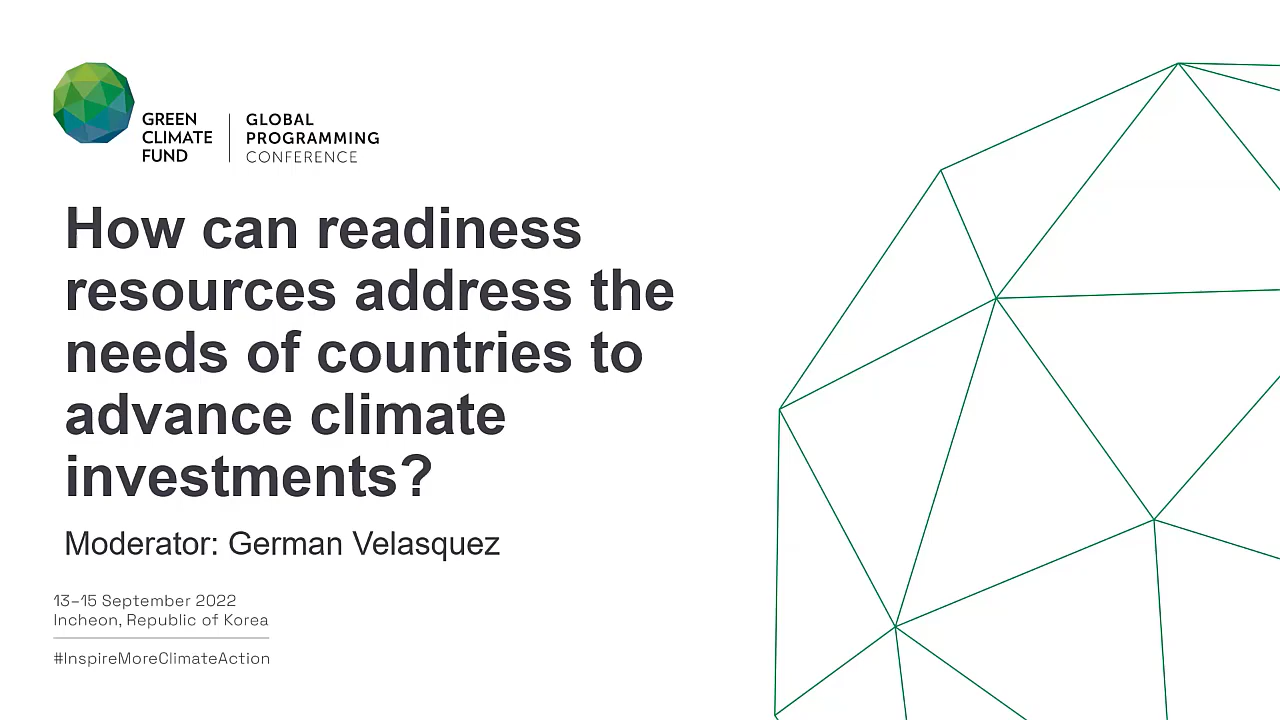 GREEN
CLIMATE
FUND
GLOBAL
PROGRAMMING
CONFERENCE
How can readiness
resources address the
needs of countries to
advance climate
investments?
Moderator: German Velasquez
13–15 September 2022
Incheon, Republic of Korea
#InspireMoreClimateAction